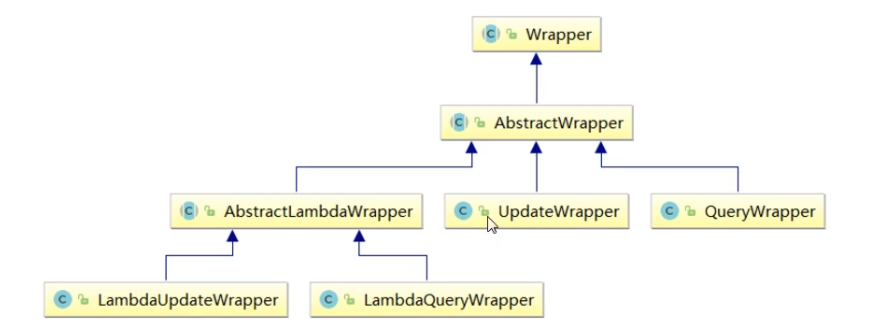 Wrapper
AbstractWrapper
AbstractLambdaWrapper
UpdateWrapper
QueryWrapper
LambdaUpdateWrapper
LambdaQueryWrapper